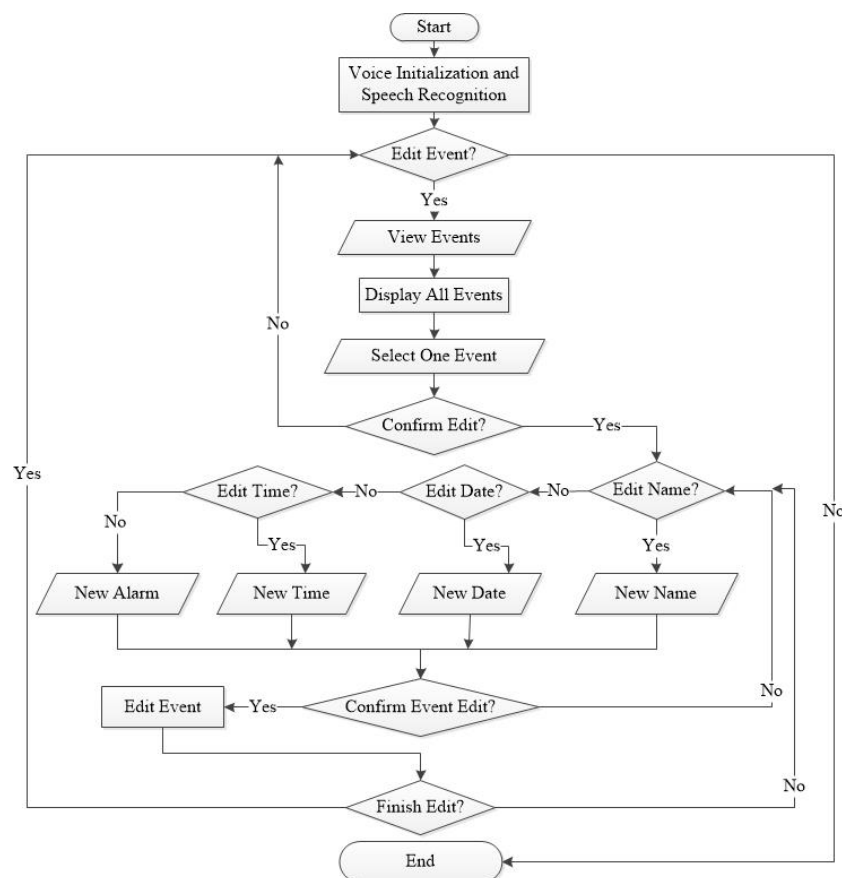 Start
Voice Initialization and
Speech Recognition
Edit Event?
Yes
View Events
Display All Events
No
Select One Event
Confirm Edit?
Yes
Yes
Edit Time?
No
Edit Date?
No
Edit Name?
No
No
Yes
Yes
Yes
New Alarm
New Time
New Date
New Name
No
Edit Event
Yes
Confirm Event Edit?
No
Finish Edit?
End